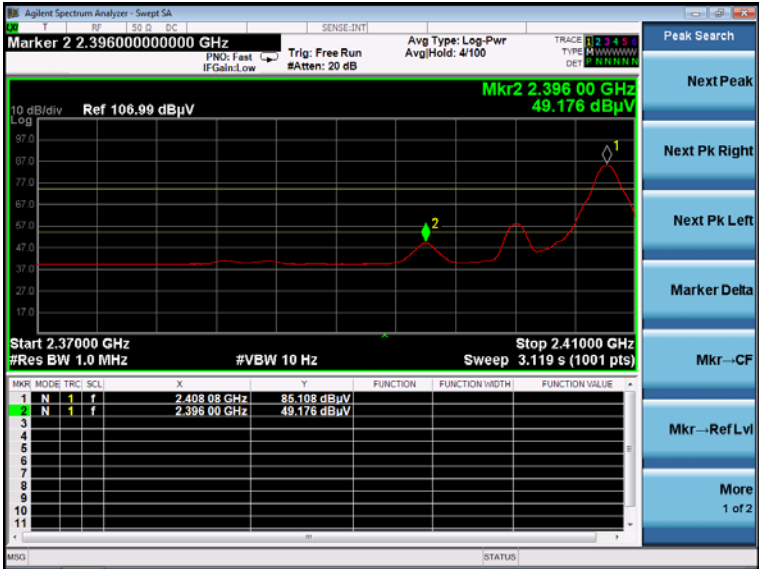 Agilent Spectrum Analyzer - Swept SA
LXI T RF 50 Ω DC SENSE:INT
Marker 2 2.396000000000 GHz
PNO: Fast
IFGain:Low
Trig: Free Run
#Atten: 20 dB
Avg Type: Log-Pwr
Avg|Hold: 4/100
TRACE 1 2 3 4 5 6
TYPE M W W W W W
DET P N N N N N
Mkr2 2.396 00 GHz
49.176 dBµV
10 dB/div Ref 106.99 dBµV
Log
97.0
87.0
77.0
67.0
57.0
47.0
37.0
27.0
17.0
1
2
Start 2.37000 GHz Stop 2.41000 GHz
#Res BW 1.0 MHz #VBW 10 Hz Sweep 3.119 s (1001 pts)
MKR MODE TRC SCL X Y FUNCTION FUNCTION WIDTH FUNCTION VALUE
1 N 1 f 2.408 08 GHz 85.108 dBµV
2 N 1 f 2.396 00 GHz 49.176 dBµV
3
4
5
6
7
8
9
10
11
MSG STATUS
Peak Search
Next Peak
Next Pk Right
Next Pk Left
Marker Delta
Mkr→CF
Mkr→Ref Lvl
More
1 of 2